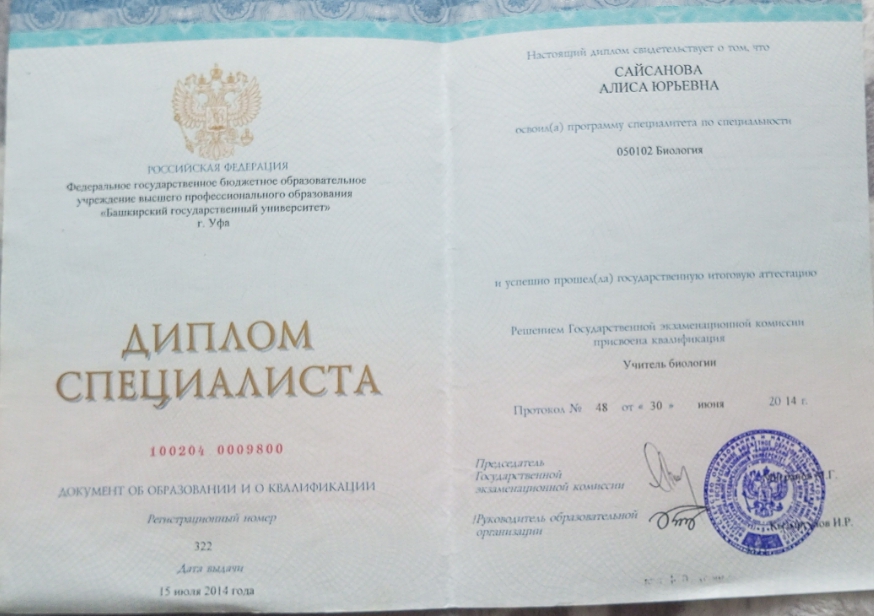 РОССИЙСКАЯ ФЕДЕРАЦИЯ
Федеральное государственное бюджетное образовательное
учреждение высшего профессионального образования
«Башкирский государственный университет»
г. Уфа
ДИПЛОМ
СПЕЦИАЛИСТА
100204 0009800
ДОКУМЕНТ ОБ ОБРАЗОВАНИИ И О КВАЛИФИКАЦИИ
Регистрационный номер
322
Дата выдачи
15 июля 2014 года
Настоящий диплом свидетельствует о том, что
САЙСАНОВА
АЛИСА ЮРЬЕВНА
освоил(а) программу специалитета по специальности
050102 Биология
и успешно прошел(ла) государственную итоговую аттестацию
Решением Государственной экзаменационной комиссии
присвоена квалификация
Учитель биологии
Протокол № 48 от « 30 » июня 20 14 г.
Председатель
Государственной
экзаменационной комиссии
Руководитель образовательной
организации
И.Р.